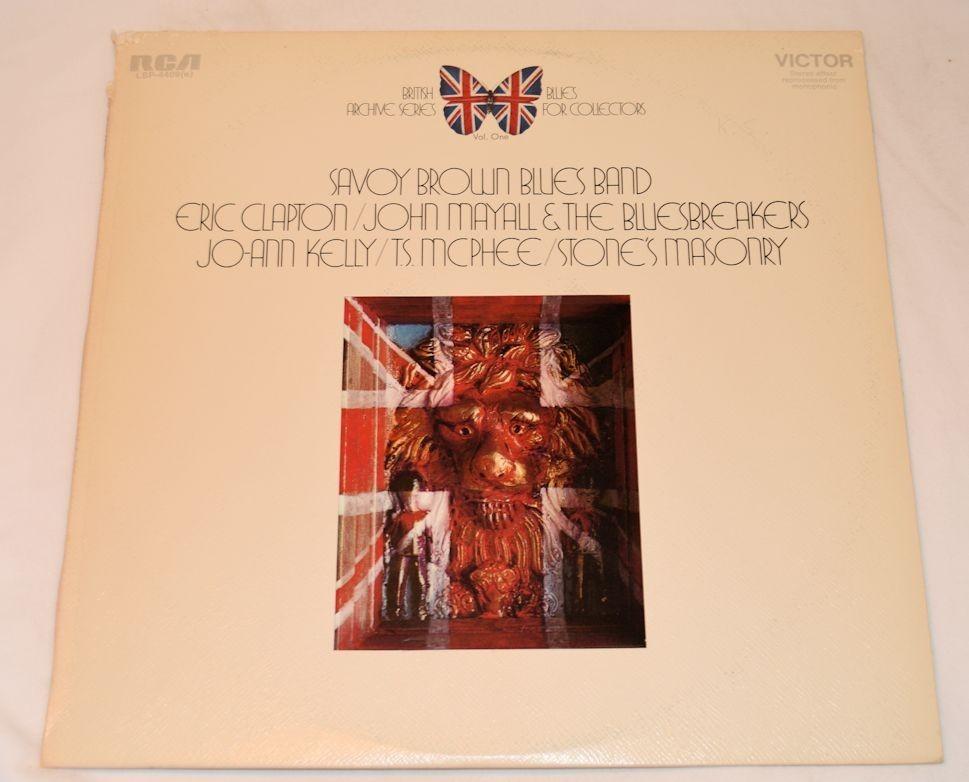 RCA
LSP-4409(e)
VICTOR
Stereo effect
reprocessed from
monophonic
BRITISH BLUES
ARCHIVE SERIES FOR COLLECTORS
Vol. One
SAVOY BROWN BLUES BAND
ERIC CLAPTON/JOHN MAYALL & THE BLUESBREAKERS
JO-ANN KELLY/T.S. MCPHEE/STONE'S MASONRY